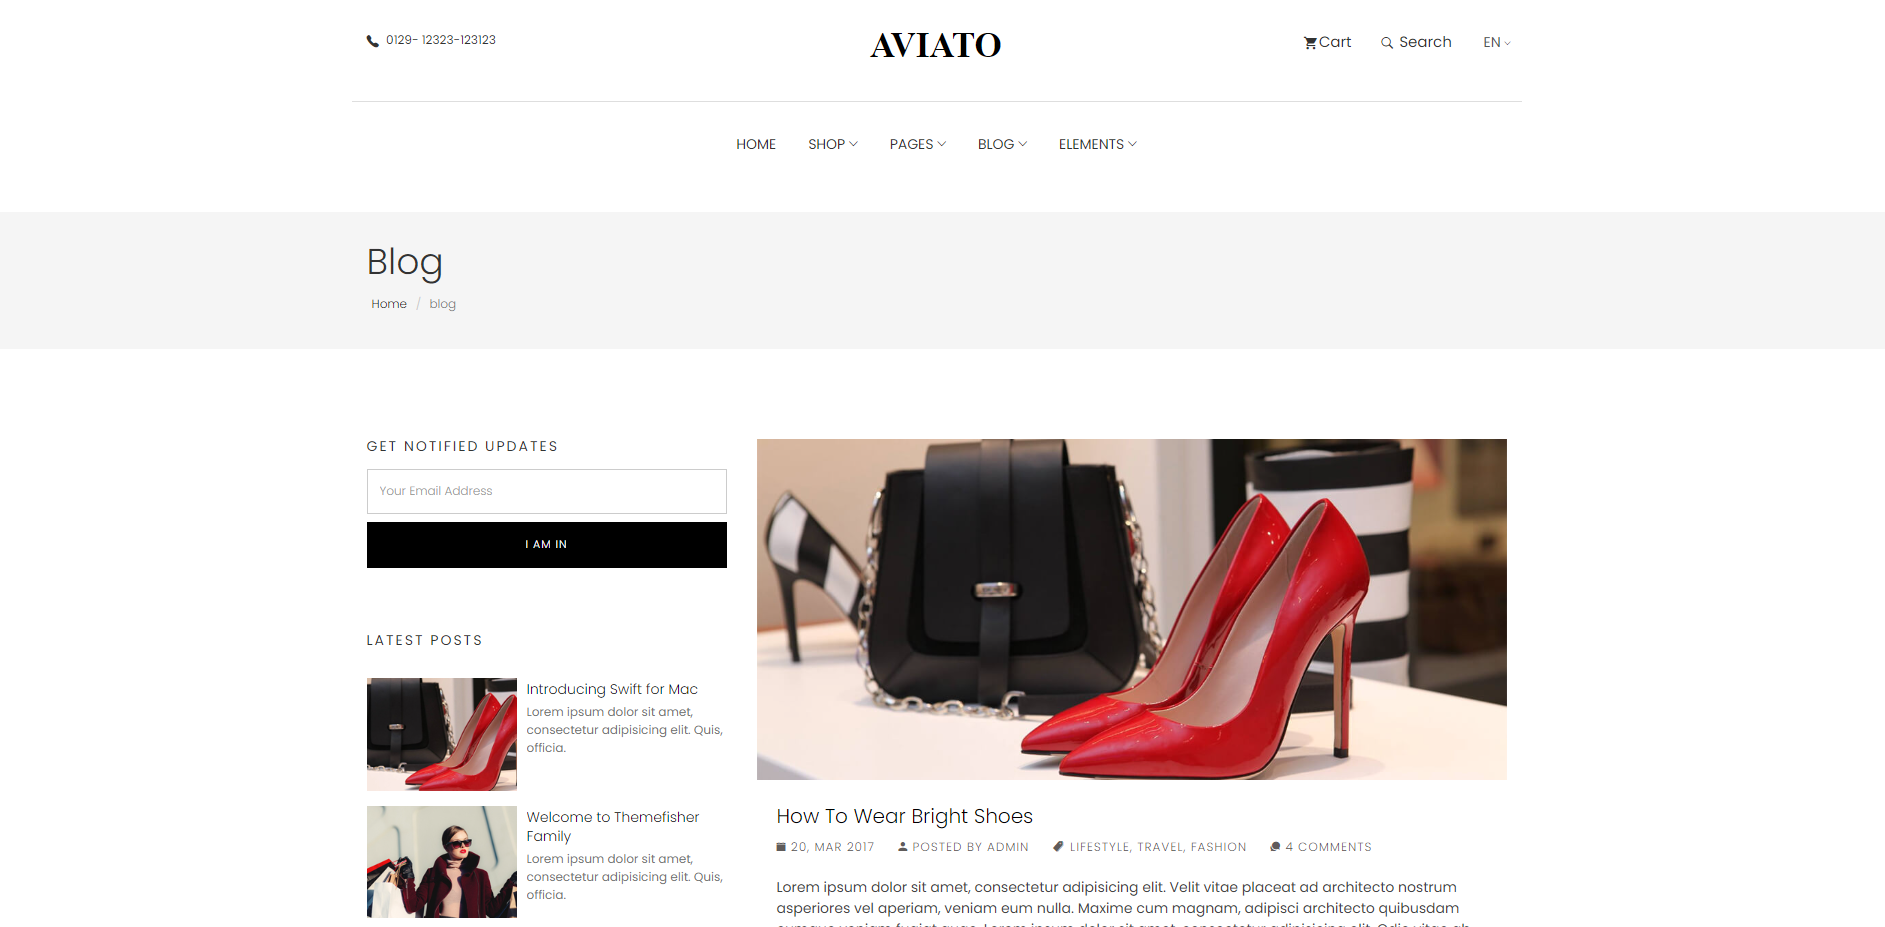 0129- 12323-123123
AVIATO
Cart
Search
EN
HOME
SHOP
PAGES
BLOG
ELEMENTS
Blog
Home / blog
GET NOTIFIED UPDATES
Your Email Address
I AM IN
LATEST POSTS
Introducing Swift for Mac
Lorem ipsum dolor sit amet,
consectetur adipisicing elit. Quis,
officia.
Welcome to Themefisher
Family
Lorem ipsum dolor sit amet,
consectetur adipisicing elit. Quis,
officia.
How To Wear Bright Shoes
20, MAR 2017
POSTED BY ADMIN
LIFESTYLE, TRAVEL, FASHION
4 COMMENTS
Lorem ipsum dolor sit amet, consectetur adipisicing elit. Velit vitae placeat ad architecto nostrum
asperiores vel aperiam, veniam eum nulla. Maxime cum magnam, adipisci architecto quibusdam